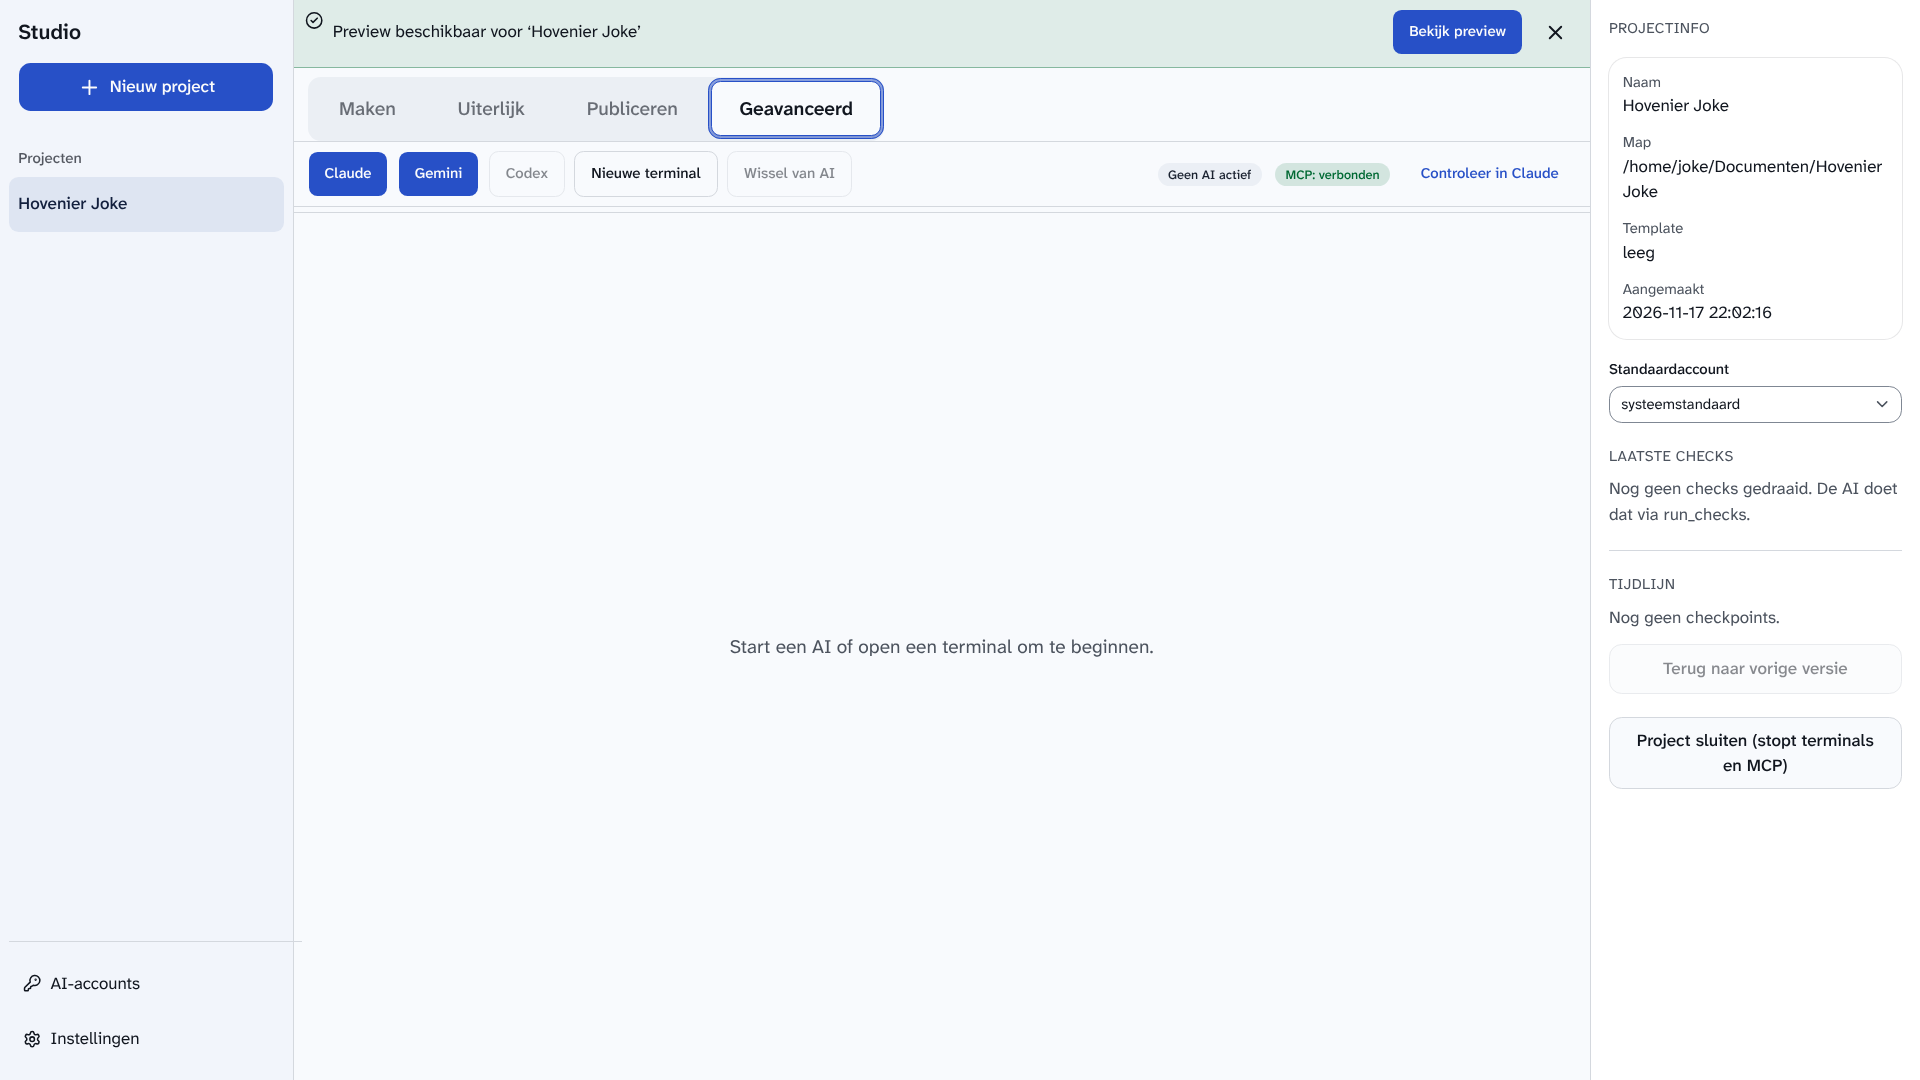 Studio
Nieuw project
Projecten
Hovenier Joke
AI-accounts
Instellingen
Preview beschikbaar voor ‘Hovenier Joke’
Bekijk preview
Maken
Uiterlijk
Publiceren
Geavanceerd
Claude
Gemini
Codex
Nieuwe terminal
Wissel van AI
Geen AI actief
MCP: verbonden
Controleer in Claude
Start een AI of open een terminal om te beginnen.
PROJECTINFO
Naam
Hovenier Joke
Map
/home/joke/Documenten/Hovenier
Joke
Template
leeg
Aangemaakt
2026-11-17 22:02:16
Standaardaccount
systeemstandaard
LAATSTE CHECKS
Nog geen checks gedraaid. De AI doet
dat via run_checks.
TIJDLIJN
Nog geen checkpoints.
Terug naar vorige versie
Project sluiten (stopt terminals
en MCP)